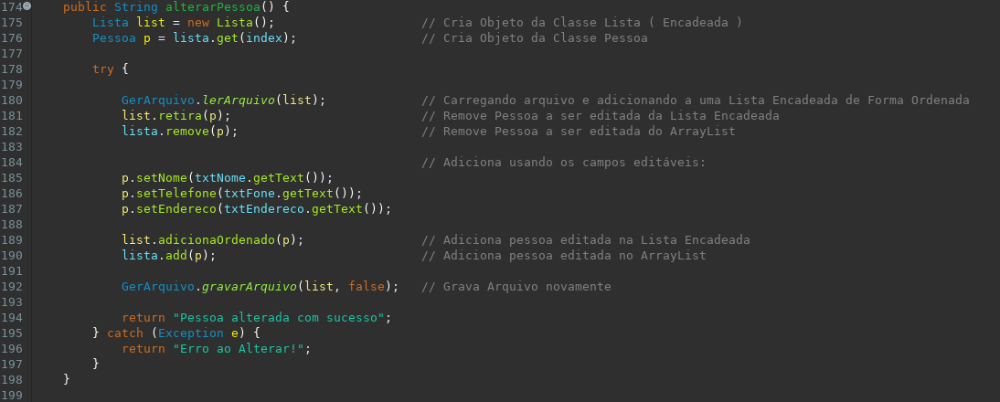 174 public String alterarPessoa() {
175 Lista list = new Lista(); // Cria Objeto da Classe Lista ( Encadeada )
176 Pessoa p = lista.get(index); // Cria Objeto da Classe Pessoa
177
178 try {
179
180 GerArquivo.lerArquivo(list); // Carregando arquivo e adicionando a uma Lista Encadeada de Forma Ordenada
181 list.retira(p); // Remove Pessoa a ser editada da Lista Encadeada
182 lista.remove(p); // Remove Pessoa a ser editada do ArrayList
183
184 // Adiciona usando os campos editáveis:
185 p.setNome(txtNome.getText());
186 p.setTelefone(txtFone.getText());
187 p.setEndereco(txtEndereco.getText());
188
189 list.adicionaOrdenado(p); // Adiciona pessoa editada na Lista Encadeada
190 lista.add(p); // Adiciona pessoa editada no ArrayList
191
192 GerArquivo.gravarArquivo(list, false); // Grava Arquivo novamente
193
194 return "Pessoa alterada com sucesso";
195 } catch (Exception e) {
196 return "Erro ao Alterar!";
197 }
198 }
199